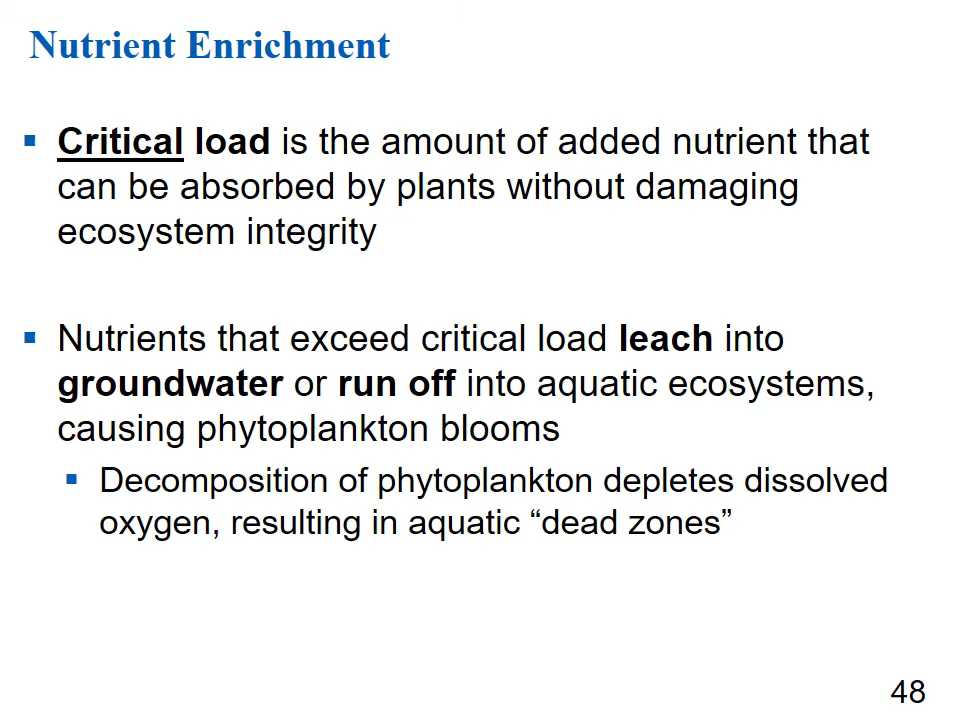 Nutrient Enrichment
Critical load is the amount of added nutrient that
can be absorbed by plants without damaging
ecosystem integrity
Nutrients that exceed critical load leach into
groundwater or run off into aquatic ecosystems,
causing phytoplankton blooms
Decomposition of phytoplankton depletes dissolved
oxygen, resulting in aquatic “dead zones”
48